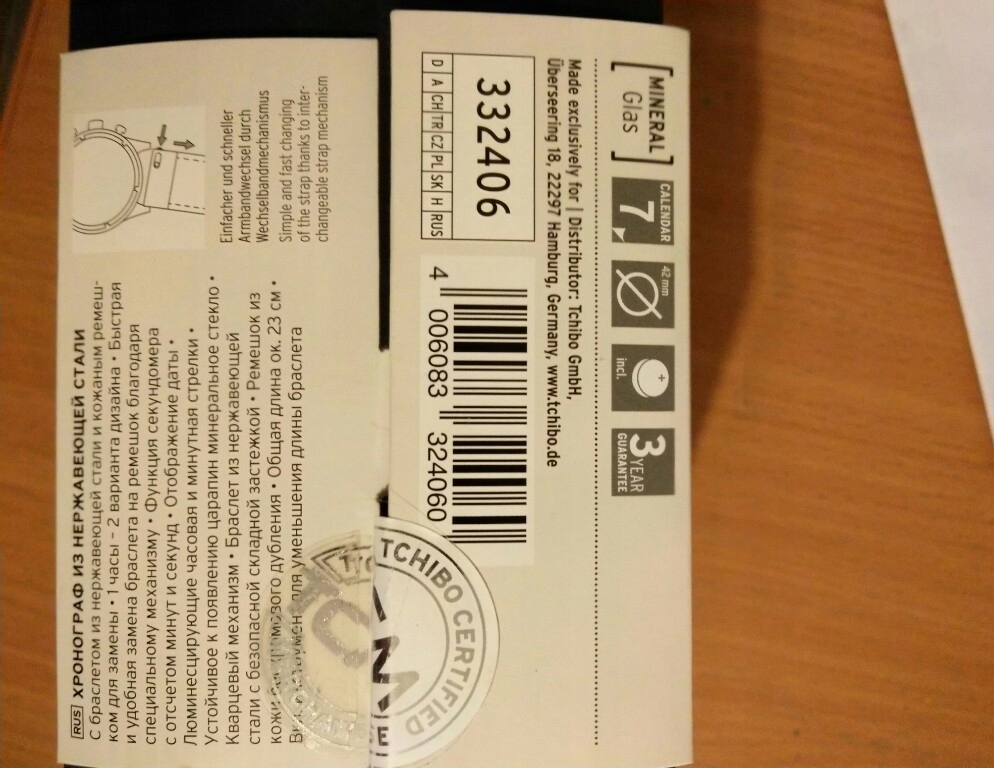 [RUS] ХРОНОГРАФ ИЗ НЕРЖАВЕЮЩЕЙ СТАЛИ
С браслетом из нержавеющей стали и кожаным ремеш-
ком для замены • 1 часы – 2 варианта дизайна • Быстрая
и удобная замена браслета на ремешок благодаря
специальному механизму • Функция секундомера
с отсчетом минут и секунд • Отображение даты •
Люминесцирующие часовая и минутная стрелки •
Устойчивое к появлению царапин минеральное стекло •
Кварцевый механизм • Браслет из нержавеющей
стали с безопасной складной застежкой • Ремешок из
кожи дубления • Общая длина ок. 23 см •
для уменьшения длины браслета
Einfacher und schneller
Armbandwechsel durch
Wechselbandmechanismus
Simple and fast changing
of the strap thanks to inter-
changeable strap mechanism
[MINERAL
Glas]
CALENDAR
7
42 mm
+
incl.
3 YEAR
GUARANTEE
Made exclusively for | Distributor: Tchibo GmbH,
Überseering 18, 22297 Hamburg, Germany, www.tchibo.de
332406
D A CH TR CZ PL SK H RUS
4 006083 324060
TCHIBO CERTIFIED